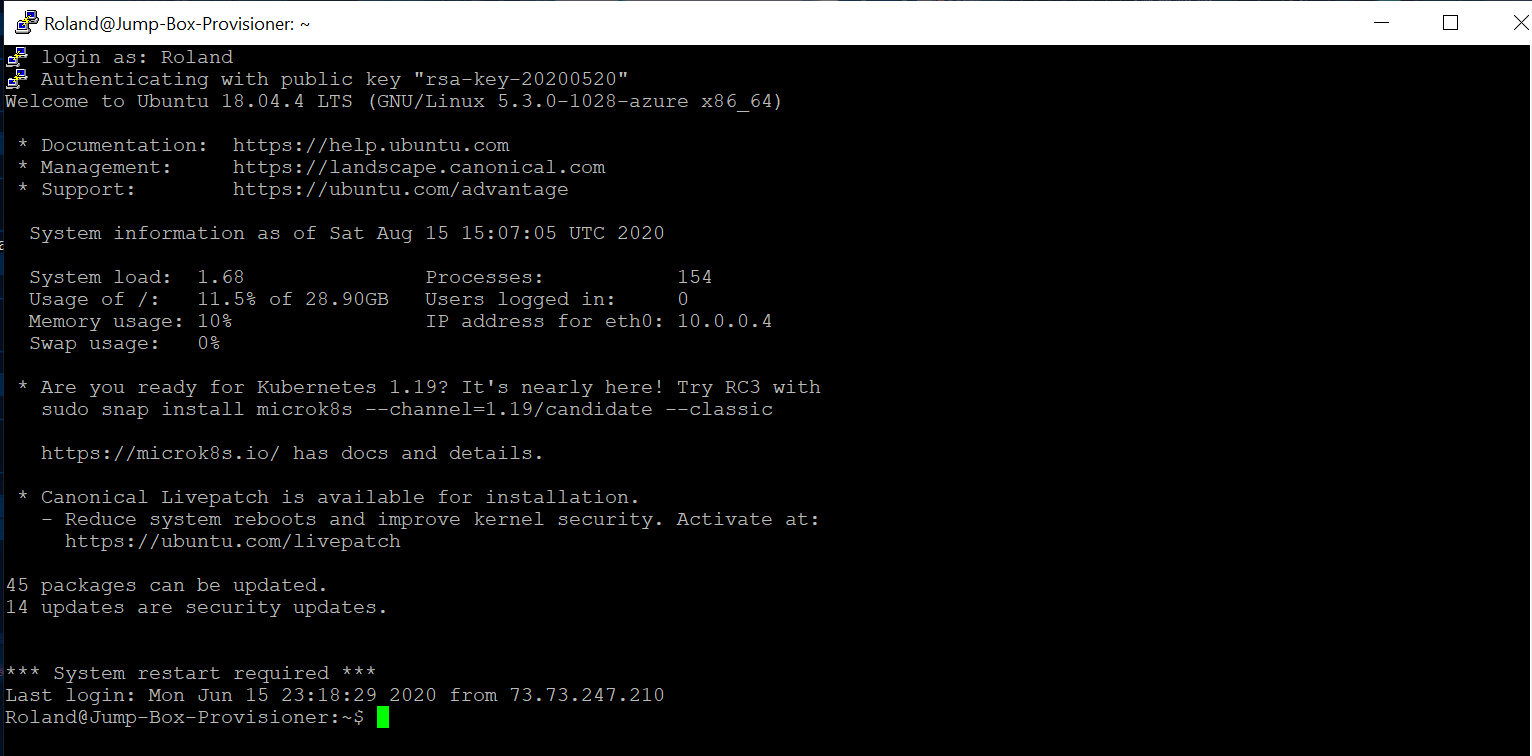 Roland@Jump-Box-Provisioner: ~
login as: Roland
Authenticating with public key "rsa-key-20200520"
Welcome to Ubuntu 18.04.4 LTS (GNU/Linux 5.3.0-1028-azure x86_64)
* Documentation:  https://help.ubuntu.com
* Management:     https://landscape.canonical.com
* Support:        https://ubuntu.com/advantage
System information as of Sat Aug 15 15:07:05 UTC 2020
System load:  1.68               Processes:           154
Usage of /:   11.5% of 28.90GB   Users logged in:     0
Memory usage: 10%                IP address for eth0: 10.0.0.4
Swap usage:   0%
* Are you ready for Kubernetes 1.19? It's nearly here! Try RC3 with
sudo snap install microk8s --channel=1.19/candidate --classic
https://microk8s.io/ has docs and details.
* Canonical Livepatch is available for installation.
- Reduce system reboots and improve kernel security. Activate at:
https://ubuntu.com/livepatch
45 packages can be updated.
14 updates are security updates.
*** System restart required ***
Last login: Mon Jun 15 23:18:29 2020 from 73.73.247.210
Roland@Jump-Box-Provisioner:~$